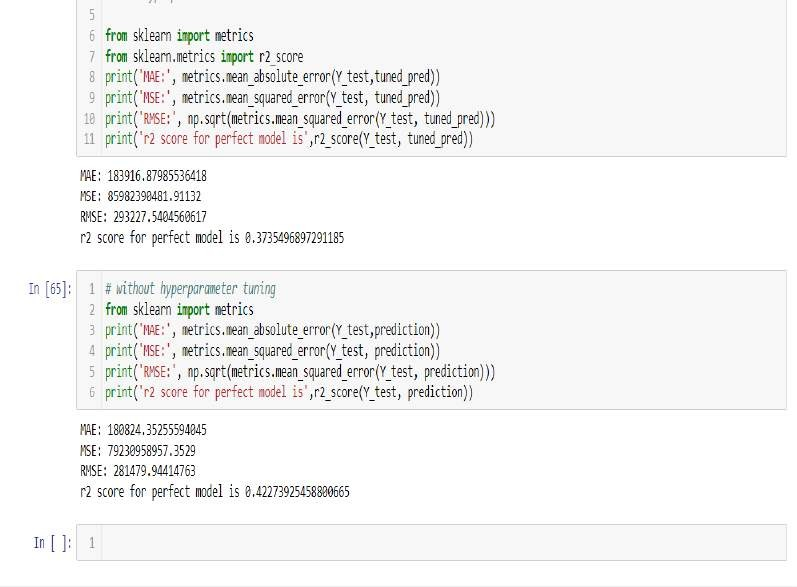 5
6 from sklearn import metrics
7 from sklearn.metrics import r2_score
8 print('MAE:', metrics.mean_absolute_error(Y_test,tuned_pred))
9 print('MSE:', metrics.mean_squared_error(Y_test, tuned_pred))
10 print('RMSE:', np.sqrt(metrics.mean_squared_error(Y_test, tuned_pred)))
11 print('r2 score for perfect model is',r2_score(Y_test, tuned_pred))
MAE: 183916.87985536418
MSE: 85982390481.91132
RMSE: 293227.5404560617
r2 score for perfect model is 0.3735496897291185
In [65]: 1 # without hyperparameter tuning
2 from sklearn import metrics
3 print('MAE:', metrics.mean_absolute_error(Y_test,prediction))
4 print('MSE:', metrics.mean_squared_error(Y_test, prediction))
5 print('RMSE:', np.sqrt(metrics.mean_squared_error(Y_test, prediction)))
6 print('r2 score for perfect model is',r2_score(Y_test, prediction))
MAE: 180824.35255594045
MSE: 79230958957.3529
RMSE: 281479.94414763
r2 score for perfect model is 0.42273925458800665
In [ ]: 1